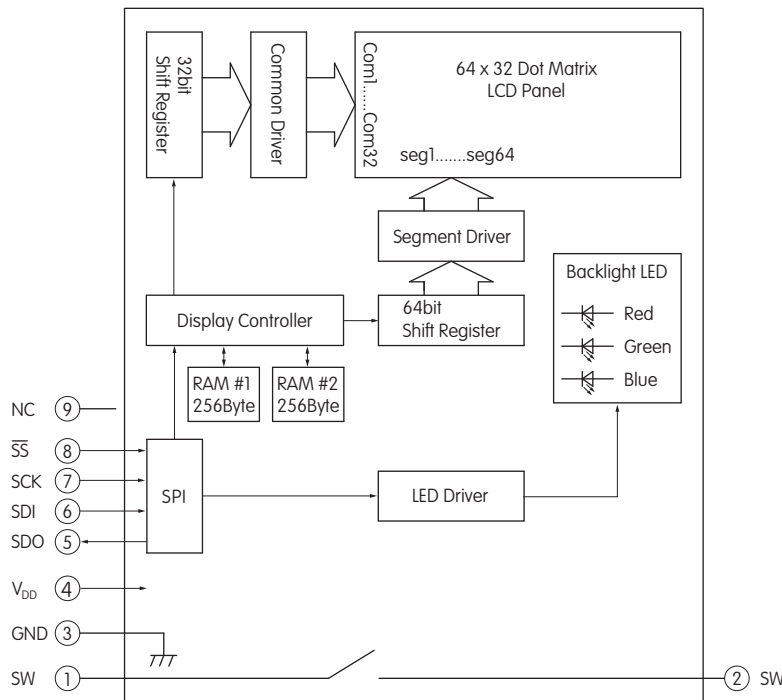 32bit
Shift Register
Common Driver
Com1......Com32
64 x 32 Dot Matrix
LCD Panel
seg1.......seg64
Segment Driver
Backlight LED
Red
Green
Blue
Display Controller
64bit
Shift Register
RAM #1
256Byte
RAM #2
256Byte
NC 9
S̅S̅ 8
SCK 7
SDI 6
SDO 5
SPI
LED Driver
VDD 4
GND 3
SW 1
2 SW